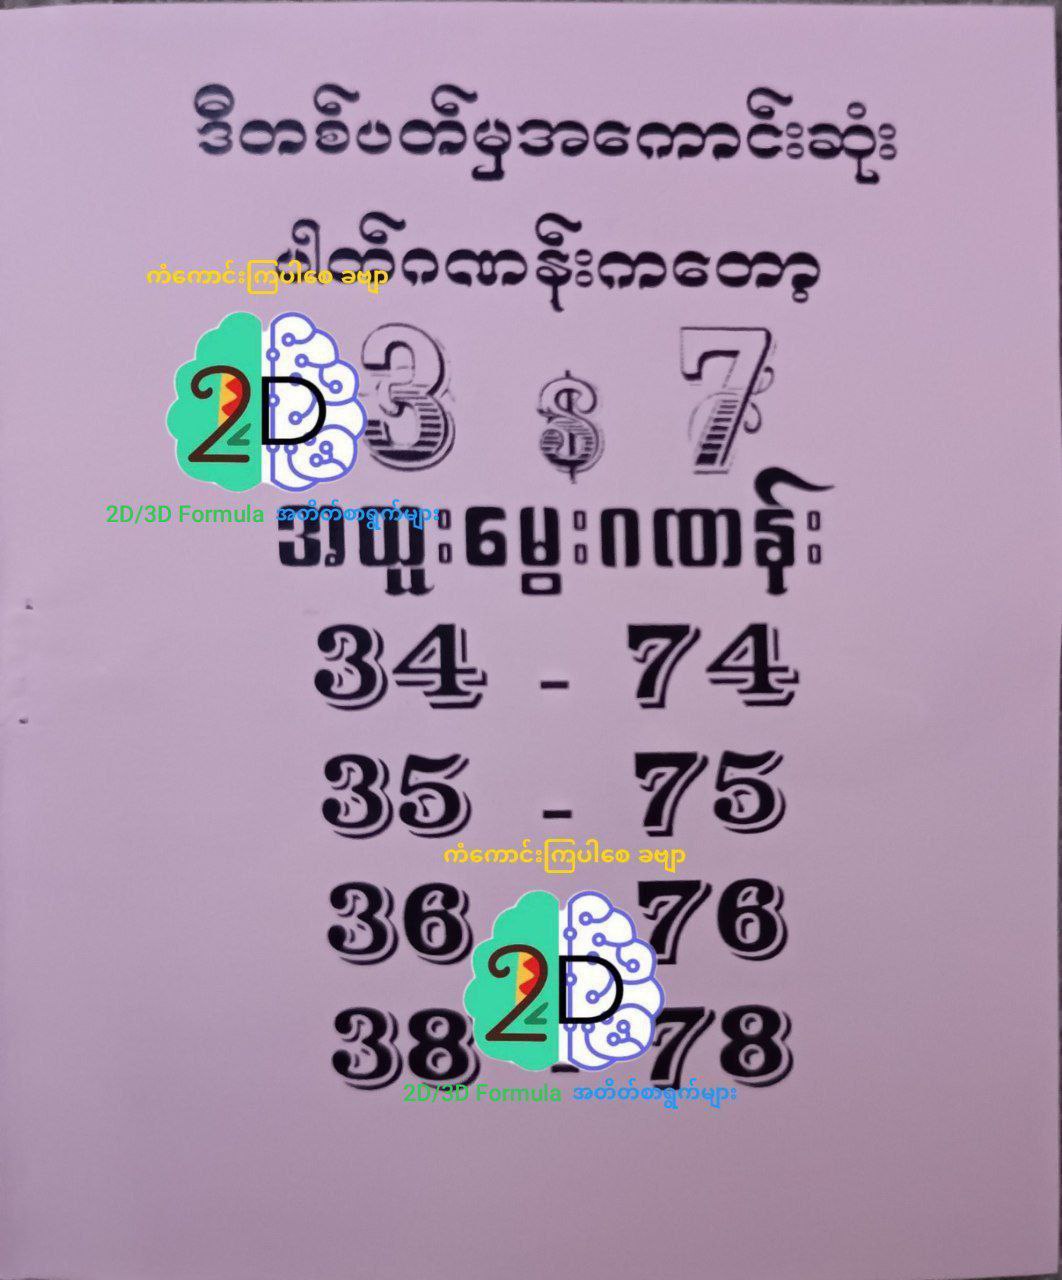 ဒီတစ်ပတ်မှအကောင်းဆုံး
ပါတ်ဂဏန်းကတော့
ကံကောင်းကြပါစေ ခဗျာ
2D
3 $ 7
2D/3D Formula အတိတ်စာရွက်များ
အထူးမွေးဂဏန်း
34 - 74
35 - 75
ကံကောင်းကြပါစေ ခဗျာ
36 76
2D
38 - 78
2D/3D Formula အတိတ်စာရွက်များ